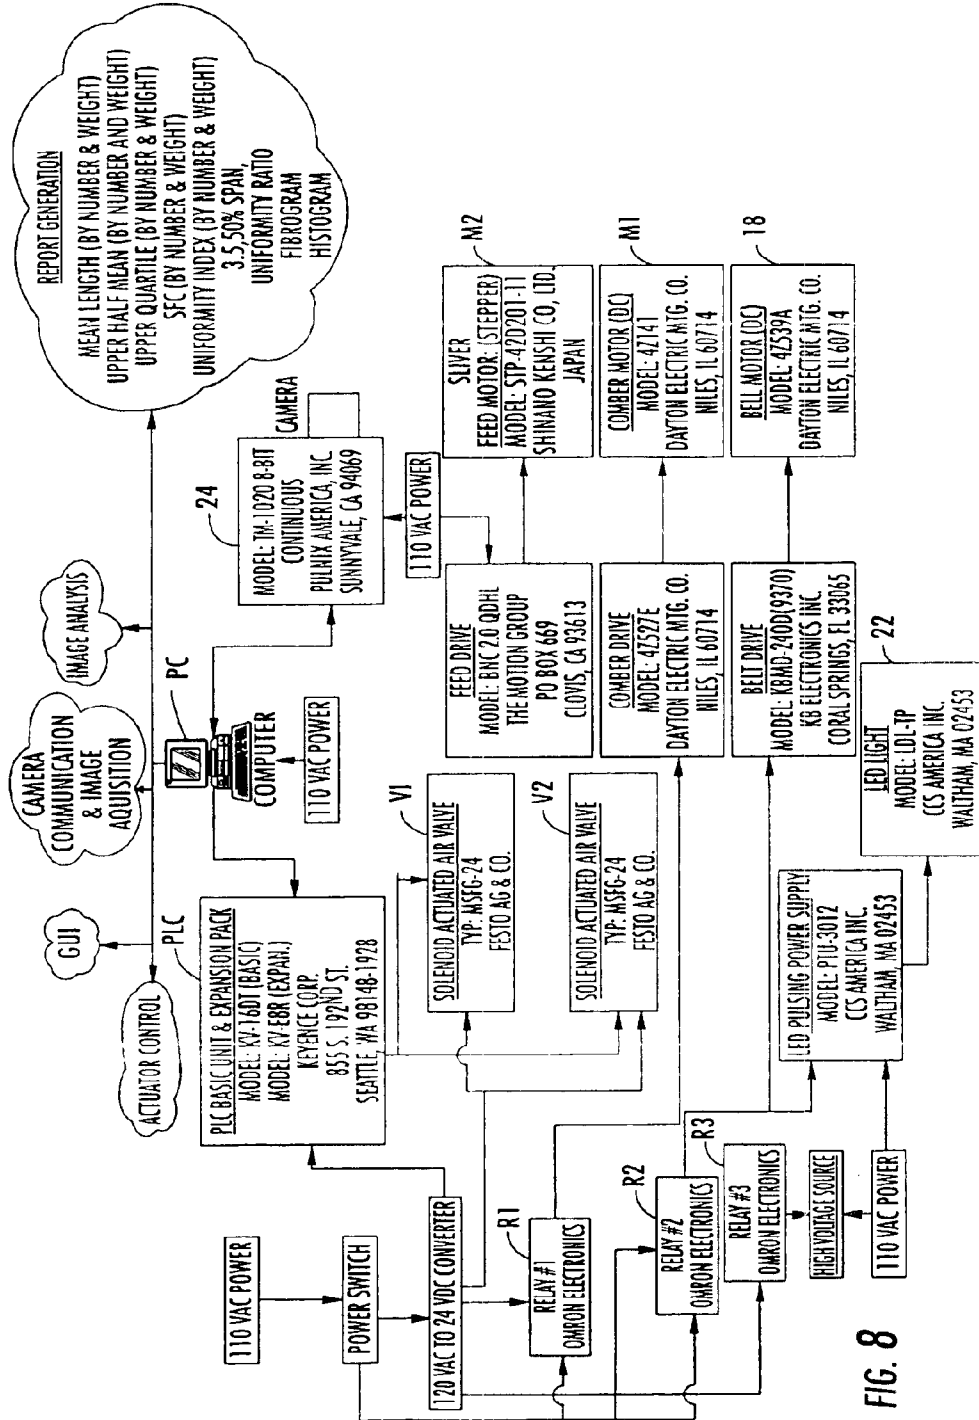 REPORT GENERATION
MEAN LENGTH (BY NUMBER & WEIGHT)
UPPER HALF MEAN (BY NUMBER AND WEIGHT)
UPPER QUARTILE (BY NUMBER & WEIGHT)
SFC (BY NUMBER & WEIGHT)
UNIFORMITY INDEX (BY NUMBER & WEIGHT)
3.5,50% SPAN,
UNIFORMITY RATIO
FIBROGRAM
HISTOGRAM
IMAGE ANALYSIS
CAMERA
COMMUNICATION
& IMAGE
AQUISITION
GUI
ACTUATOR CONTROL
PC
COMPUTER
110 VAC POWER
24
MODEL: TM-1020 8-BIT
CONTINUOUS
PULNIX AMERICA, INC.
SUNNYVALE, CA 94069
CAMERA
110 VAC POWER
PLC
PLC BASIC UNIT & EXPANSION PACK
MODEL: KV-16DT (BASIC)
MODEL: KV-E8R (EXPAN.)
KEYENCE CORP.
855 S. 192ND ST.
SEATTLE, WA 98148-1928
110 VAC POWER
POWER SWITCH
120 VAC TO 24 VDC CONVERTER
V1
SOLENOID ACTUATED AIR VALVE
TYP: MSFG-24
FESTO AG & CO.
V2
SOLENOID ACTUATED AIR VALVE
TYP: MSFG-24
FESTO AG & CO.
FEED DRIVE
MODEL: BNC 2.0 QDHL
THE MOTION GROUP
PO BOX 669
CLOVIS, CA 93613
M2
SLIVER
FEED MOTOR: (STEPPER)
MODEL: STP-42D201-11
SHINANO KENSHI CO, LTD.
JAPAN
COMBER DRIVE
MODEL: 4Z527E
DAYTON ELECTRIC MTG. CO.
NILES, IL 60714
M1
COMBER MOTOR (DC)
MODEL: 4Z141
DAYTON ELECTRIC MTG. CO.
NILES, IL 60714
BELT DRIVE
MODEL: KBMD-240D(9370)
KB ELECTRONICS INC.
CORAL SPRINGS, FL 33065
18
BELL MOTOR (DC)
MODEL: 4Z539A
DAYTON ELECTRIC MTG. CO.
NILES, IL 60714
R1
RELAY #1
OMRON ELECTRONICS
R2
RELAY #2
OMRON ELECTRONICS
R3
RELAY #3
OMRON ELECTRONICS
HIGH VOLTAGE SOURCE
110 VAC POWER
LED PULSING POWER SUPPLY
MODEL: PTU-3012
CCS AMERICA INC.
WALTHAM, MA 02453
22
LED LIGHT
MODEL: LDL-TP
CCS AMERICA INC.
WALTHAM, MA 02453
FIG. 8